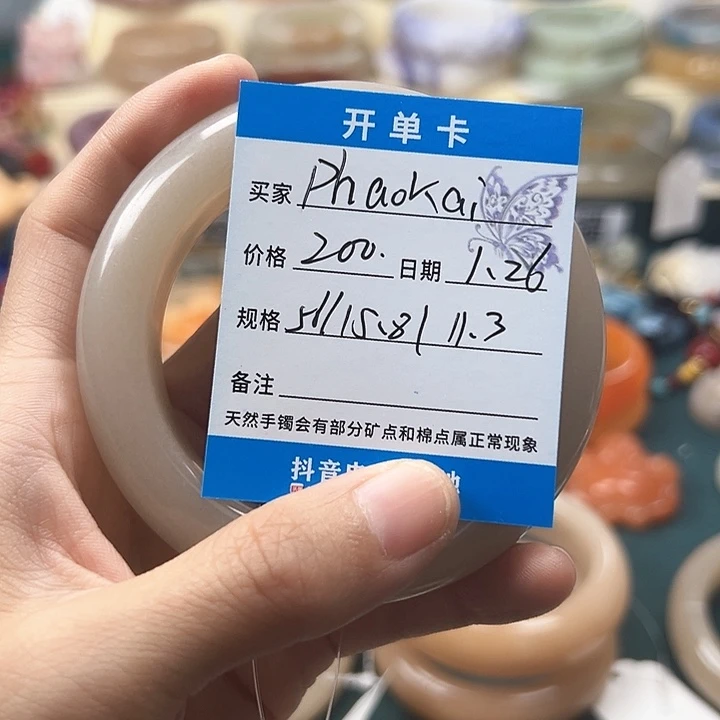 开单卡
买家 Phaokai
价格 200. 日期 1.26
规格 51/15.8/11.3
备注
天然手镯会有部分矿点和棉点属正常现象
抖音电 地